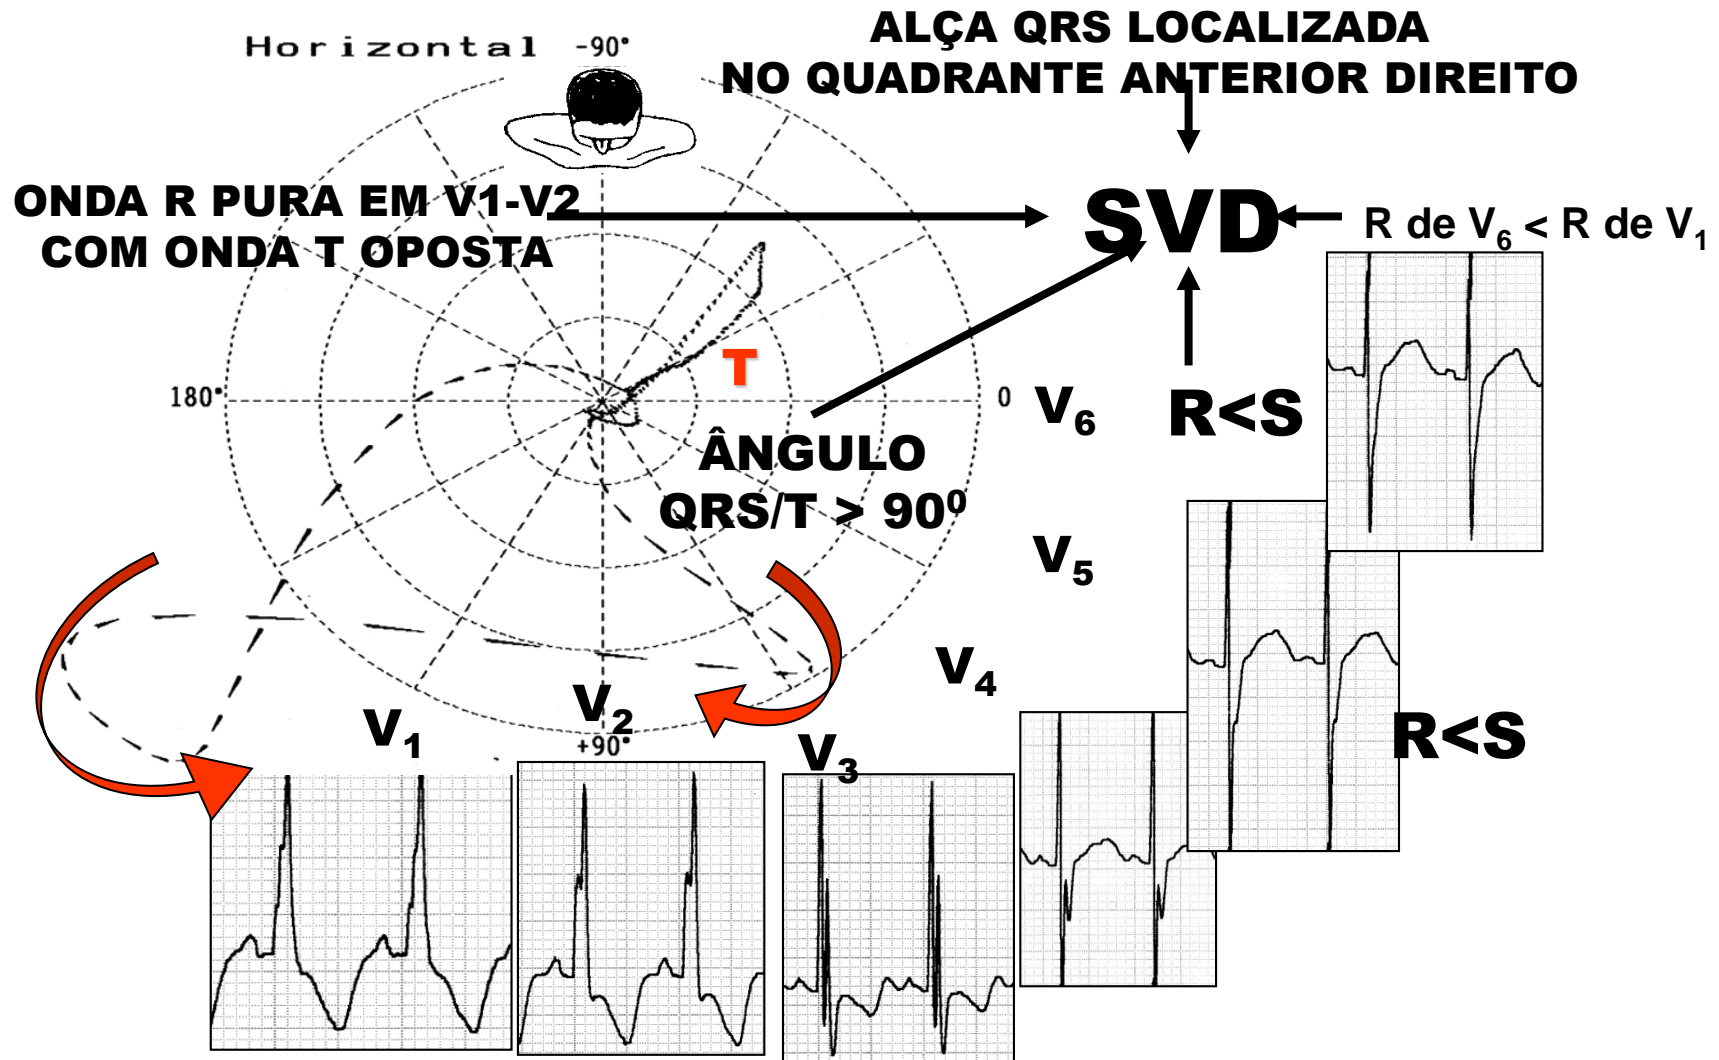 Horizontal -90°
ALÇA QRS LOCALIZADA
NO QUADRANTE ANTERIOR DIREITO
ONDA R PURA EM V1-V2
COM ONDA T OPOSTA
SVD
R de V6 < R de V1
T
180°
0
V6
R<S
ÂNGULO
QRS/T > 90⁰
V5
V4
R<S
V1
V2
+90°
V3